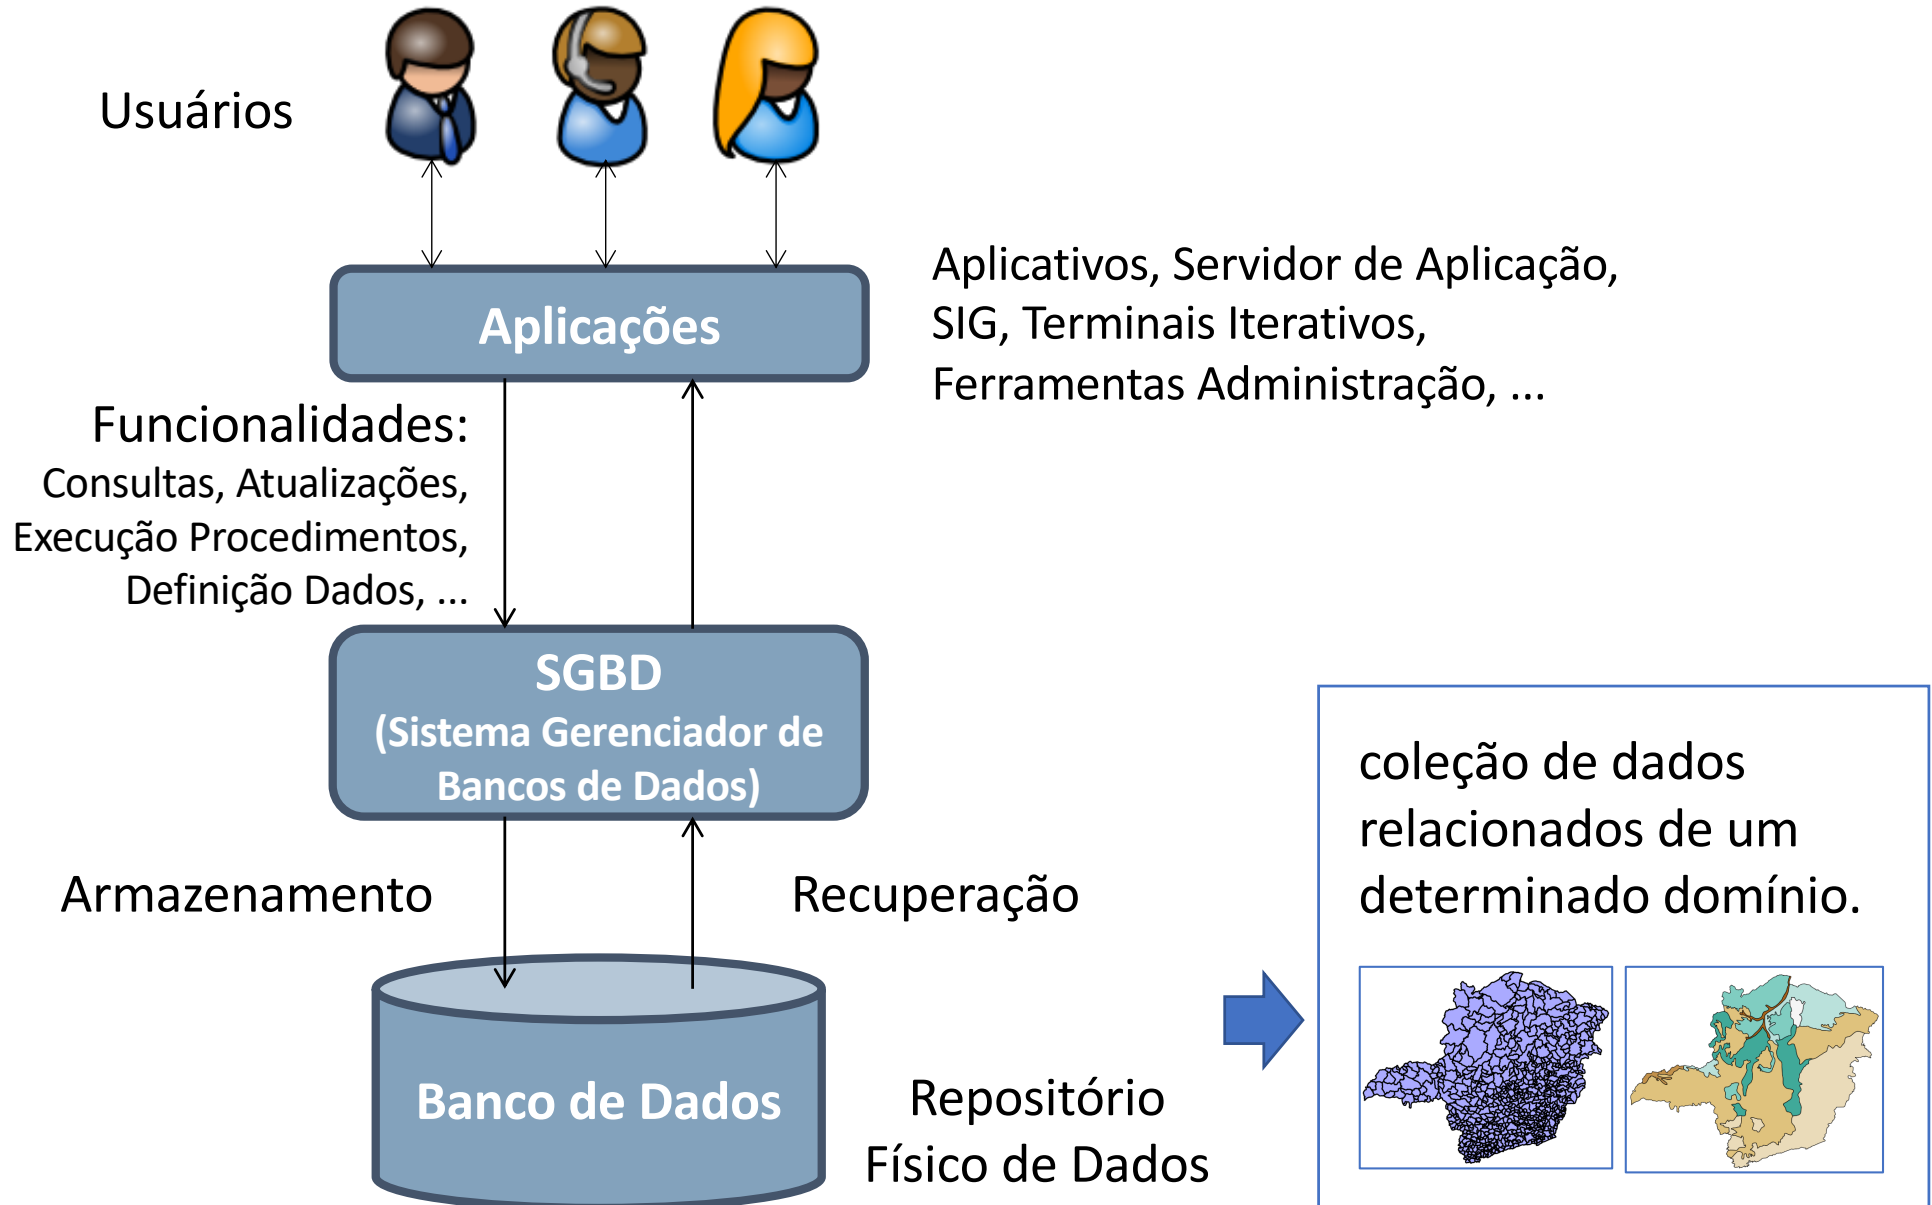 Usuários
Aplicações
Aplicativos, Servidor de Aplicação,
SIG, Terminais Iterativos,
Ferramentas Administração, ...
Funcionalidades:
Consultas, Atualizações,
Execução Procedimentos,
Definição Dados, ...
SGBD
(Sistema Gerenciador de
Bancos de Dados)
Armazenamento
Recuperação
Banco de Dados
Repositório
Físico de Dados
coleção de dados
relacionados de um
determinado domínio.